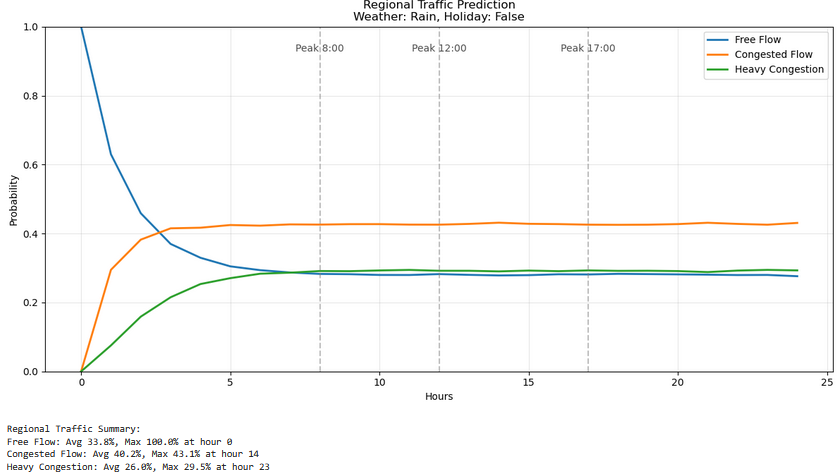 Regional Traffic Prediction
Weather: Rain, Holiday: False
1.0
0.8
0.6
0.4
0.2
0.0
Probability
Peak 8:00
Peak 12:00
Peak 17:00
Free Flow
Congested Flow
Heavy Congestion
0
5
10
15
20
25
Hours
Regional Traffic Summary:
Free Flow: Avg 33.8%, Max 100.0% at hour 0
Congested Flow: Avg 40.2%, Max 43.1% at hour 14
Heavy Congestion: Avg 26.0%, Max 29.5% at hour 23